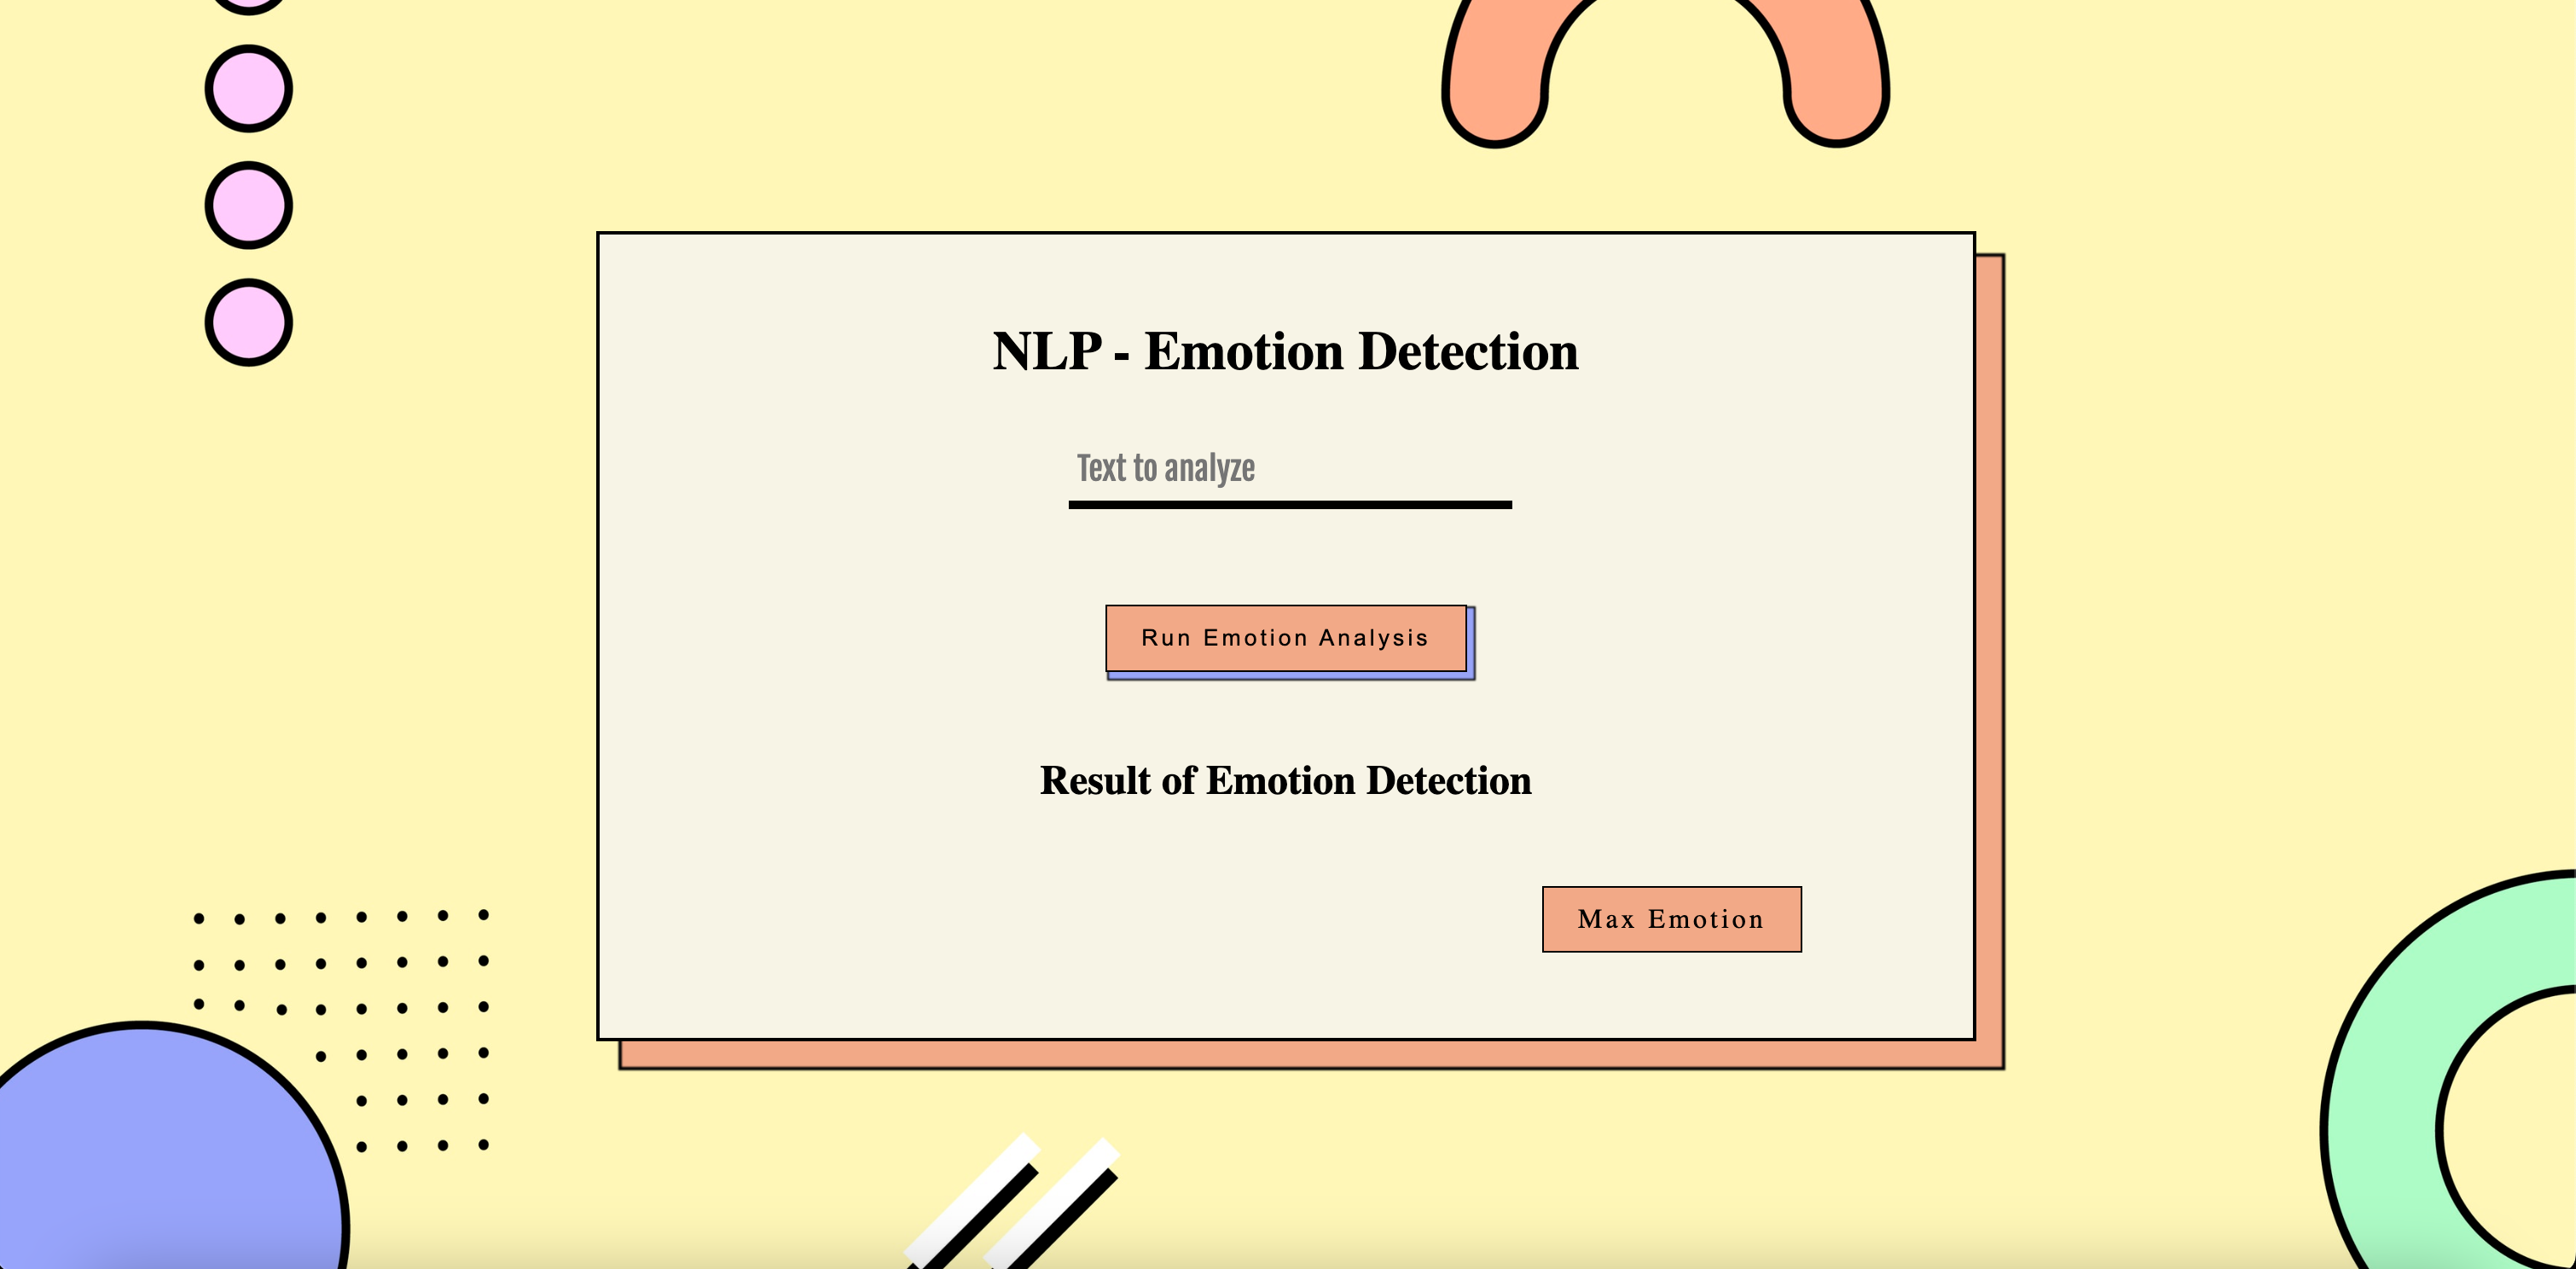 NLP - Emotion Detection
Text to analyze
Run Emotion Analysis
Result of Emotion Detection
Max Emotion